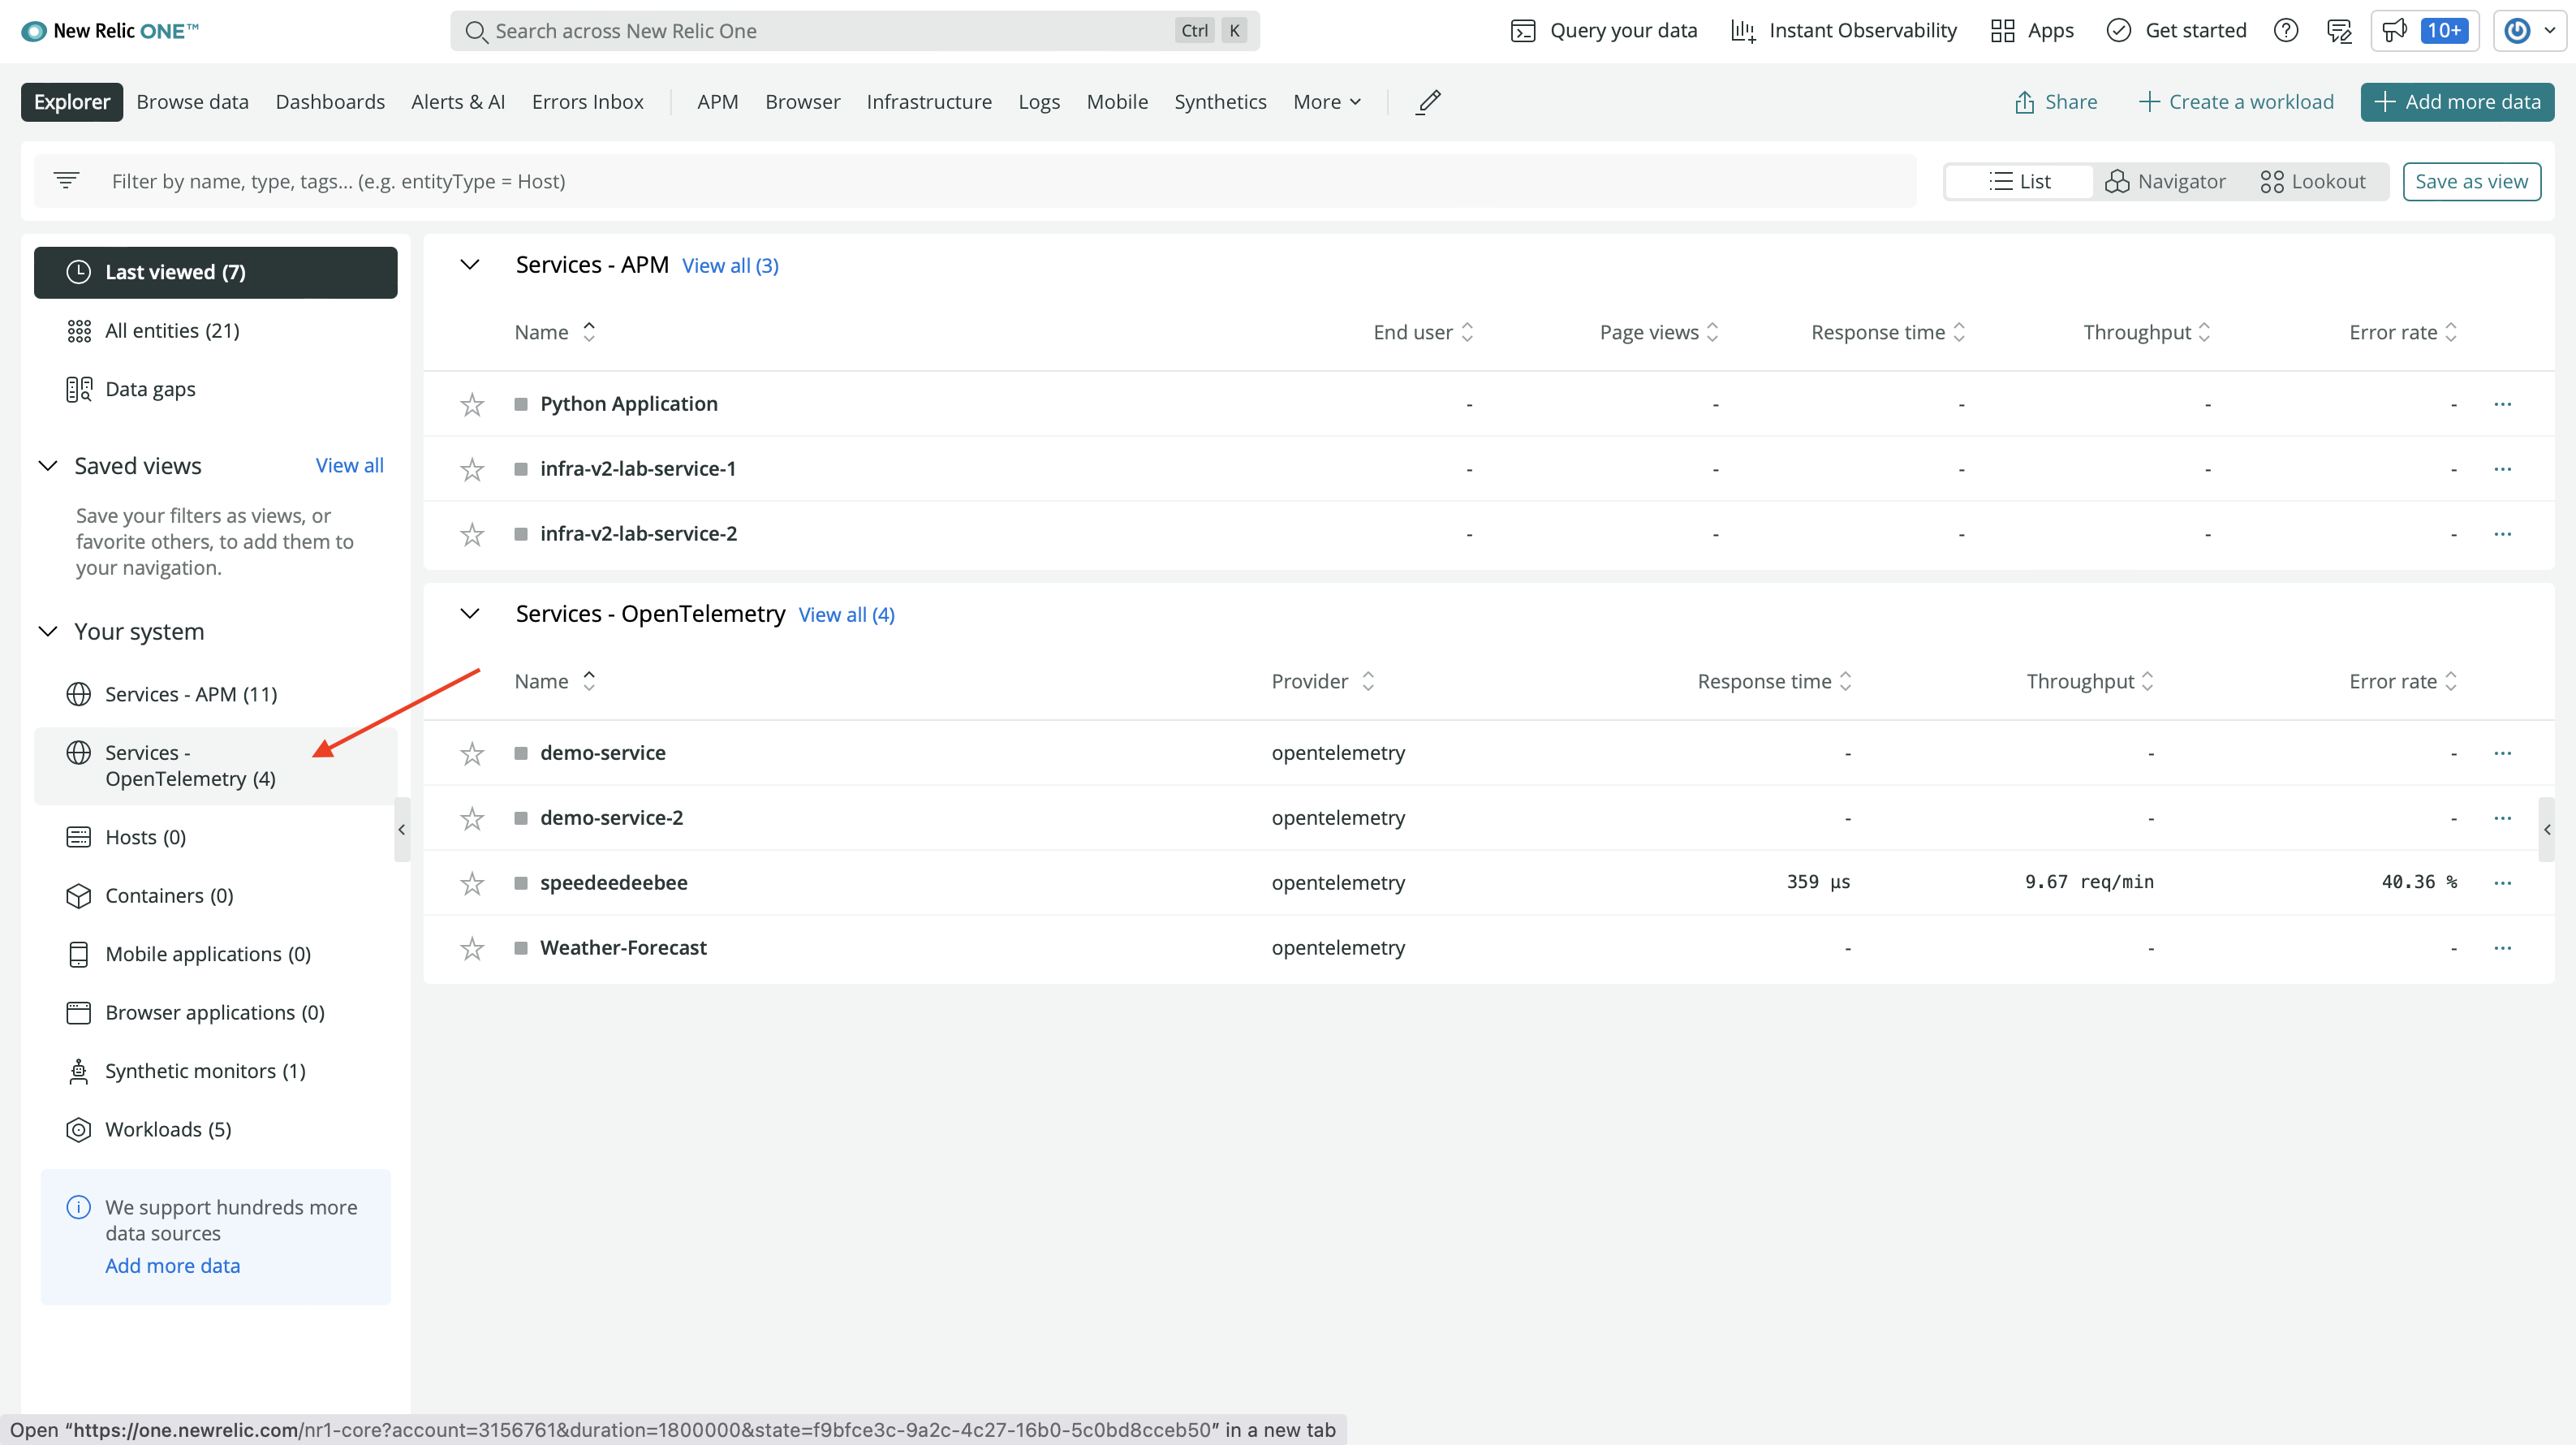 New Relic ONE™
Search across New Relic One
Ctrl K
Query your data
Instant Observability
Apps
Get started
10+
Explorer
Browse data
Dashboards
Alerts & AI
Errors Inbox
APM
Browser
Infrastructure
Logs
Mobile
Synthetics
More
Share
Create a workload
Add more data
Filter by name, type, tags... (e.g. entityType = Host)
List
Navigator
Lookout
Save as view
Last viewed (7)
All entities (21)
Data gaps
Saved views View all
Save your filters as views, or
favorite others, to add them to
your navigation.
Your system
Services - APM (11)
Services -
OpenTelemetry (4)
Hosts (0)
Containers (0)
Mobile applications (0)
Browser applications (0)
Synthetic monitors (1)
Workloads (5)
We support hundreds more
data sources
Add more data
Services - APM View all (3)
Name End user Page views Response time Throughput Error rate
Python Application - - - - -
infra-v2-lab-service-1 - - - - -
infra-v2-lab-service-2 - - - - -
Services - OpenTelemetry View all (4)
Name Provider Response time Throughput Error rate
demo-service opentelemetry - - -
demo-service-2 opentelemetry - - -
speedeedeebee opentelemetry 359 µs 9.67 req/min 40.36 %
Weather-Forecast opentelemetry - - -
Open “https://one.newrelic.com/nr1-core?account=3156761&duration=1800000&state=f9bfce3c-9a2c-4c27-16b0-5c0bd8cceb50” in a new tab